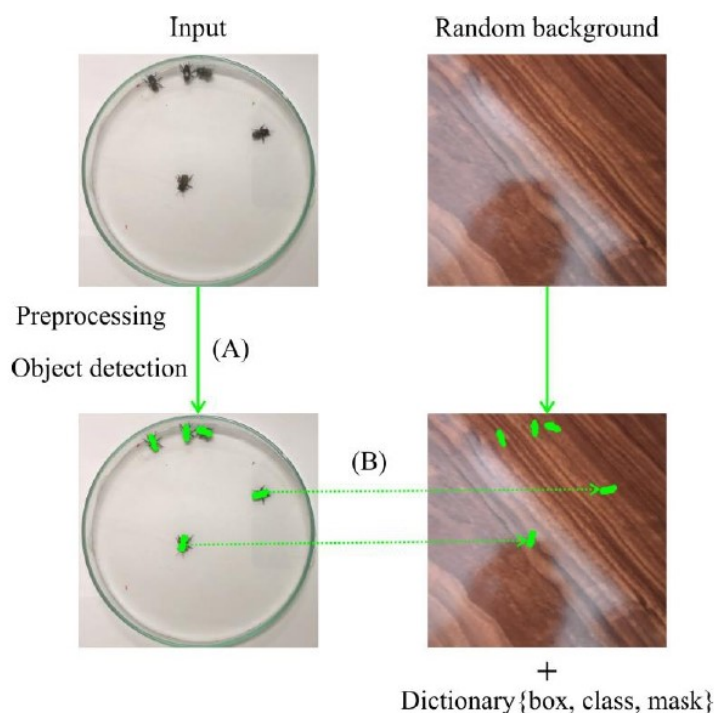 Input
Random background
Preprocessing
(A)
Object detection
(B)
+
Dictionary{box, class, mask}